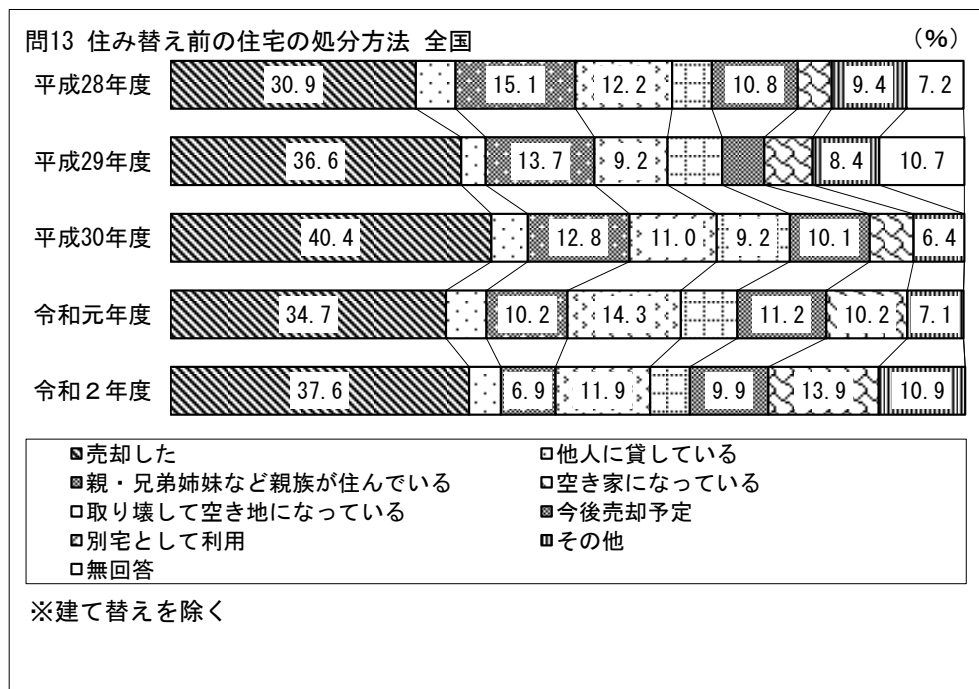 問13 住み替え前の住宅の処分方法 全国 (%)
平成28年度 30.9 15.1 12.2 10.8 9.4 7.2
平成29年度 36.6 13.7 9.2 8.4 10.7
平成30年度 40.4 12.8 11.0 9.2 10.1 6.4
令和元年度 34.7 10.2 14.3 11.2 10.2 7.1
令和２年度 37.6 6.9 11.9 9.9 13.9 10.9
売却した 他人に貸している
親・兄弟姉妹など親族が住んでいる 空き家になっている
取り壊して空き地になっている 今後売却予定
別宅として利用 その他
無回答
※建て替えを除く